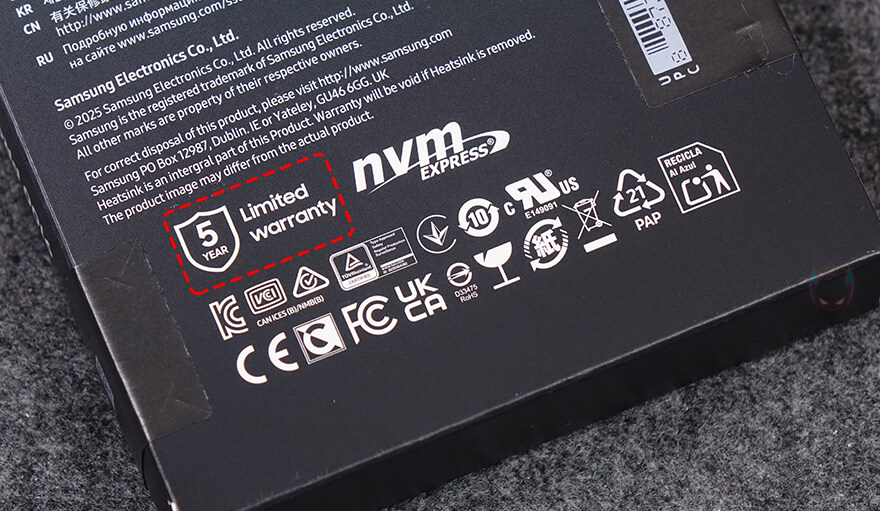 KR
CN
http://www.samsung.com/
RU Подробную информацию
на сайте www.samsung.com/
Samsung Electronics Co., Ltd.
© 2025 Samsung Electronics Co., Ltd. All rights reserved.
Samsung is the registered trademark of Samsung Electronics Co., Ltd.
All other marks are property of their respective owners.
For correct disposal of this product, please visit http://www.samsung.com
Samsung PO Box 12987, Dublin. IE or Yateley, GU46 6GG. UK
Heatsink is an intergral part of this Product. Warranty will be void if Heatsink is removed.
The product image may differ from the actual product.
UPC
5 YEAR
Limited
warranty
nvm
EXPRESS®
10
C UL US
E149091
紙
21
PAP
RECICLA
Al Azul
VCI
CAN ICES (B)/NMB(B)
TÜVRheinland
CERTIFIED
D33475
RoHS
CE
FC
UK
CA